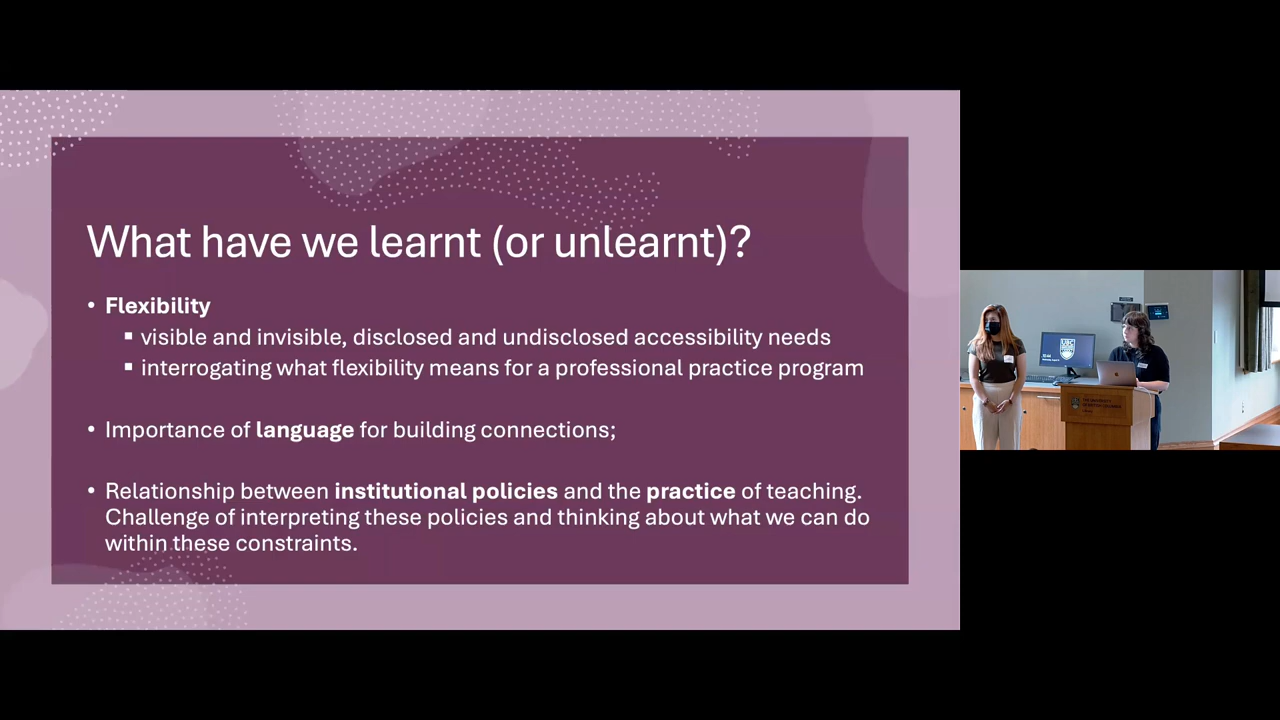 What have we learnt (or unlearnt)?
• Flexibility
▪ visible and invisible, disclosed and undisclosed accessibility needs
▪ interrogating what flexibility means for a professional practice program
• Importance of language for building connections;
• Relationship between institutional policies and the practice of teaching.
Challenge of interpreting these policies and thinking about what we can do
within these constraints.
UBC